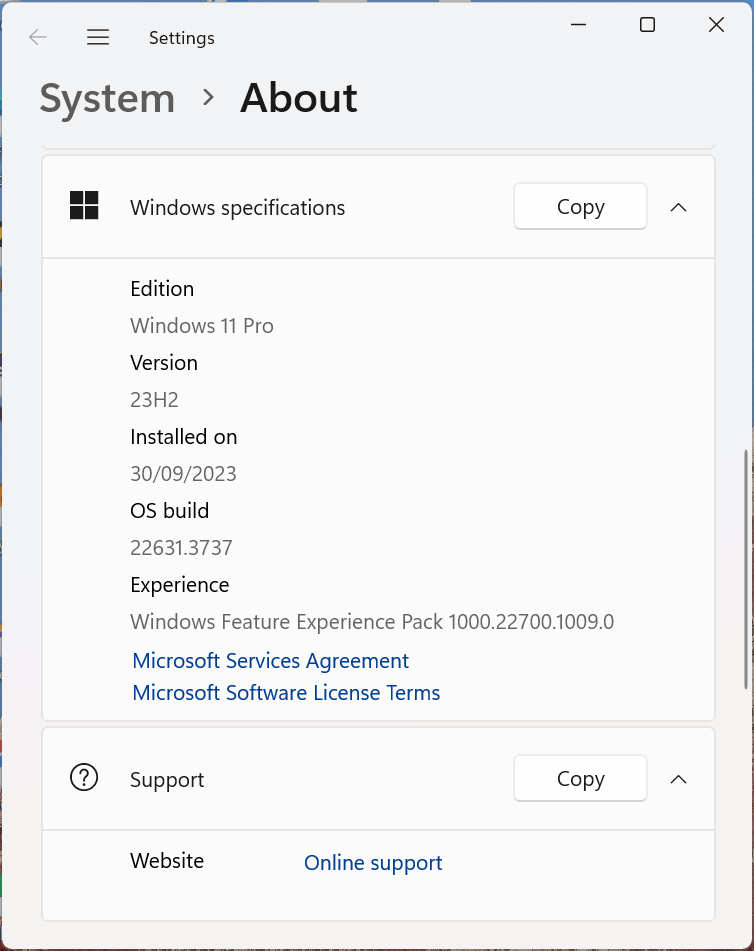 Settings
System > About
Windows specifications Copy
Edition
Windows 11 Pro
Version
23H2
Installed on
30/09/2023
OS build
22631.3737
Experience
Windows Feature Experience Pack 1000.22700.1009.0
Microsoft Services Agreement
Microsoft Software License Terms
Support Copy
Website Online support